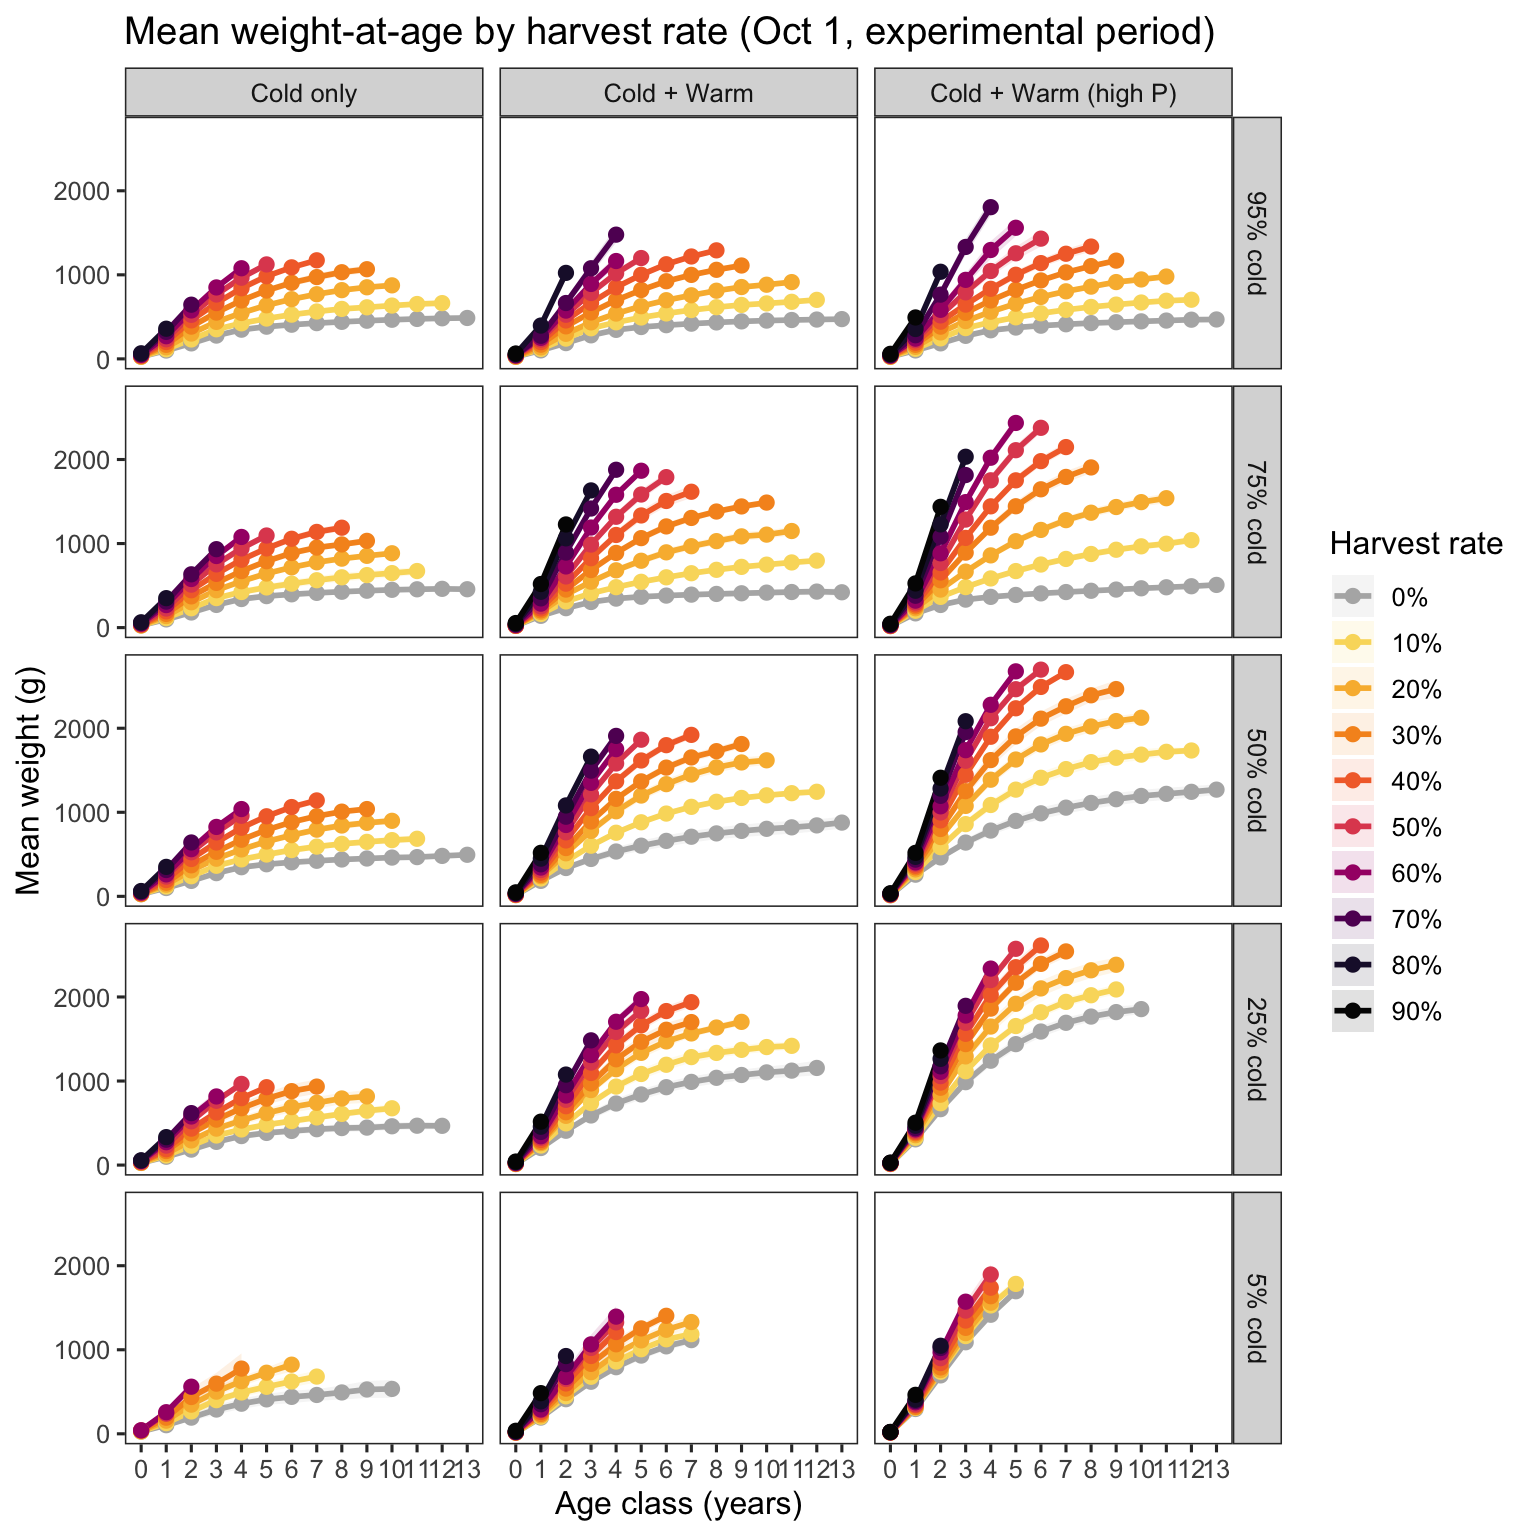 Mean weight-at-age by harvest rate (Oct 1, experimental period)
Cold only
Cold + Warm
Cold + Warm (high P)
2000
1000
0
95% cold
2000
1000
0
75% cold
2000
1000
0
50% cold
2000
1000
0
25% cold
2000
1000
0
5% cold
0 1 2 3 4 5 6 7 8 9 10 11 12 13
0 1 2 3 4 5 6 7 8 9 10 11 12 13
0 1 2 3 4 5 6 7 8 9 10 11 12 13
Mean weight (g)
Age class (years)
Harvest rate
0%
10%
20%
30%
40%
50%
60%
70%
80%
90%